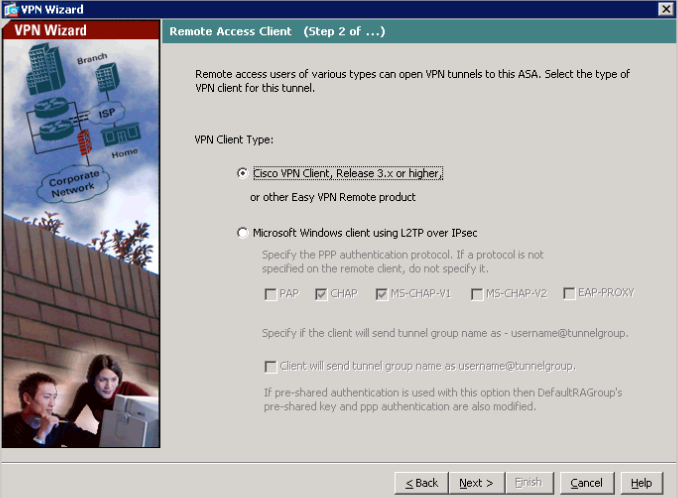 VPN Wizard
VPN Wizard
Remote Access Client (Step 2 of ...)
Branch
ISP
Home
Corporate
Network
Remote access users of various types can open VPN tunnels to this ASA. Select the type of
VPN client for this tunnel.
VPN Client Type:
Cisco VPN Client, Release 3.x or higher,
or other Easy VPN Remote product
Microsoft Windows client using L2TP over IPsec
Specify the PPP authentication protocol. If a protocol is not
specified on the remote client, do not specify it.
PAP CHAP MS-CHAP-V1 MS-CHAP-V2 EAP-PROXY
Specify if the client will send tunnel group name as - username@tunnelgroup.
Client will send tunnel group name as username@tunnelgroup.
If pre-shared authentication is used with this option then DefaultRAGroup's
pre-shared key and ppp authentication are also modified.
< Back Next > Finish Cancel Help